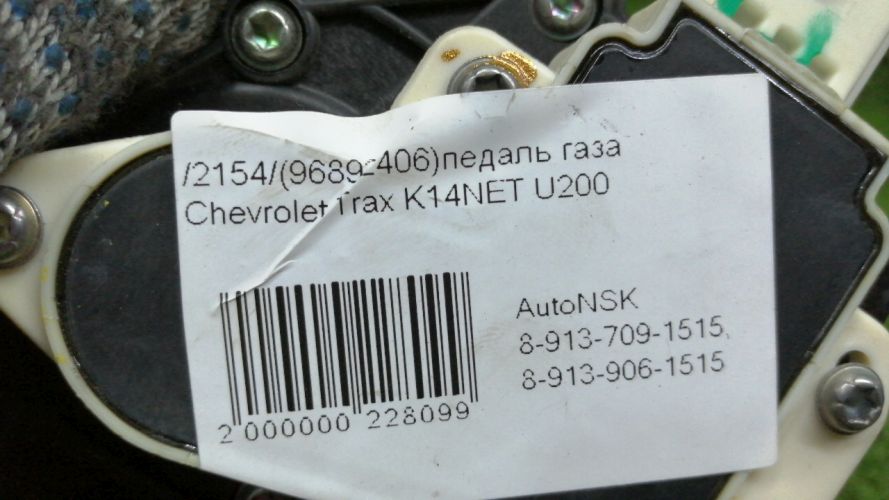 /2154/(9689-406)педаль газа
Chevrolet Trax K14NET U200
AutoNSK
8-913-709-1515,
8-913-906-1515
2 000000 228099